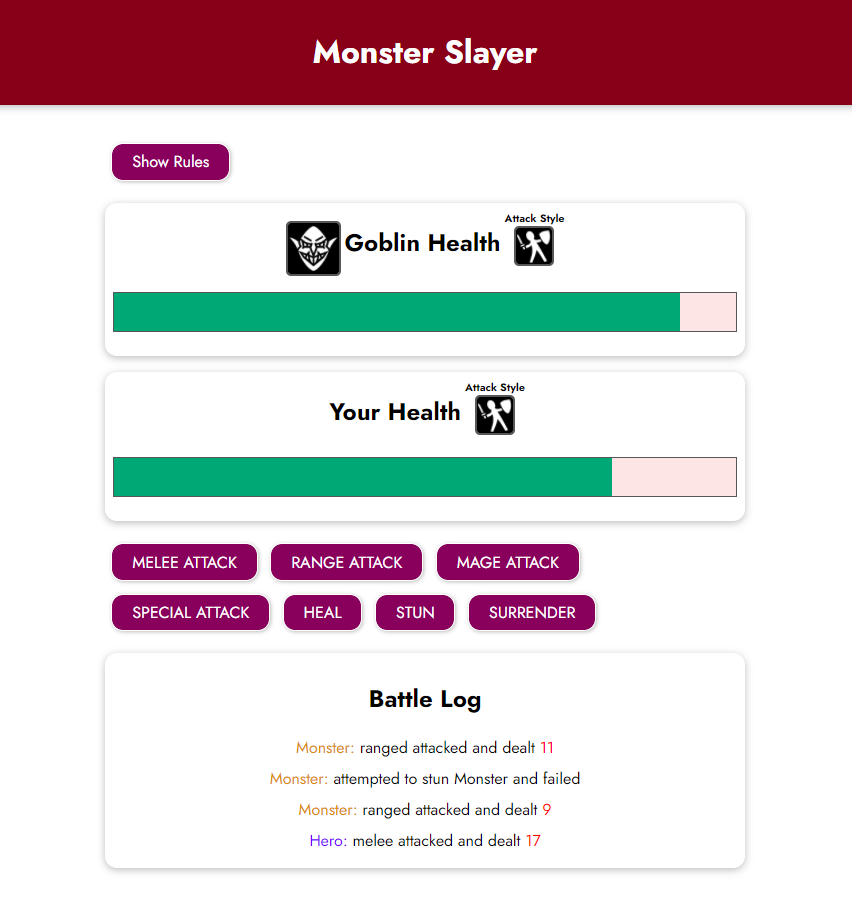 Monster Slayer
Show Rules
Attack Style
Goblin Health
Attack Style
Your Health
MELEE ATTACK RANGE ATTACK MAGE ATTACK
SPECIAL ATTACK HEAL STUN SURRENDER
Battle Log
Monster: ranged attacked and dealt 11
Monster: attempted to stun Monster and failed
Monster: ranged attacked and dealt 9
Hero: melee attacked and dealt 17